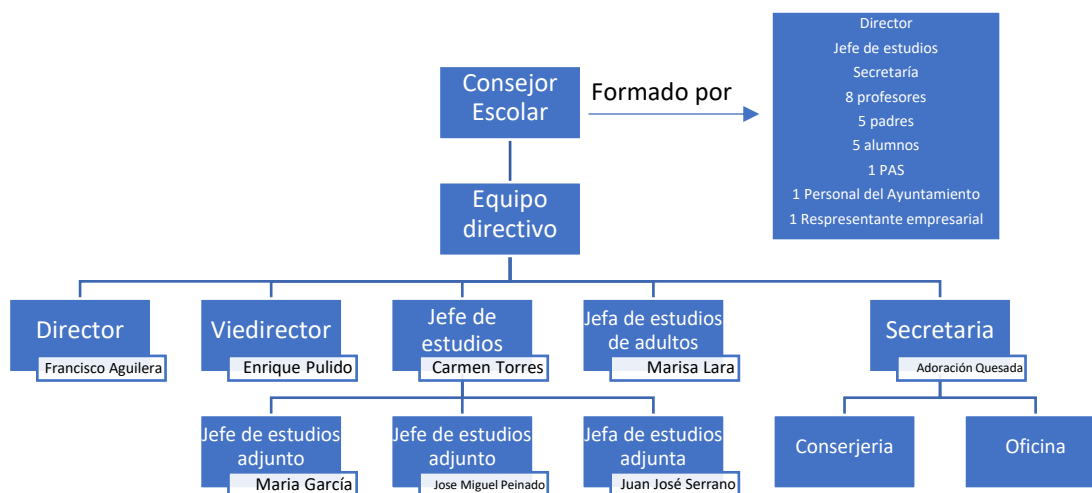 Consejor
Escolar
Formado por
Director
Jefe de estudios
Secretaría
8 profesores
5 padres
5 alumnos
1 PAS
1 Personal del Ayuntamiento
1 Respresentante empresarial
Equipo
directivo
Director
Francisco Aguilera
Viedirector
Enrique Pulido
Jefe de
estudios
Carmen Torres
Jefa de estudios
de adultos
Marisa Lara
Secretaria
Adoración Quesada
Jefe de estudios
adjunto
Maria García
Jefe de estudios
adjunto
Jose Miguel Peinado
Jefa de estudios
adjunta
Juan José Serrano
Conserjeria
Oficina